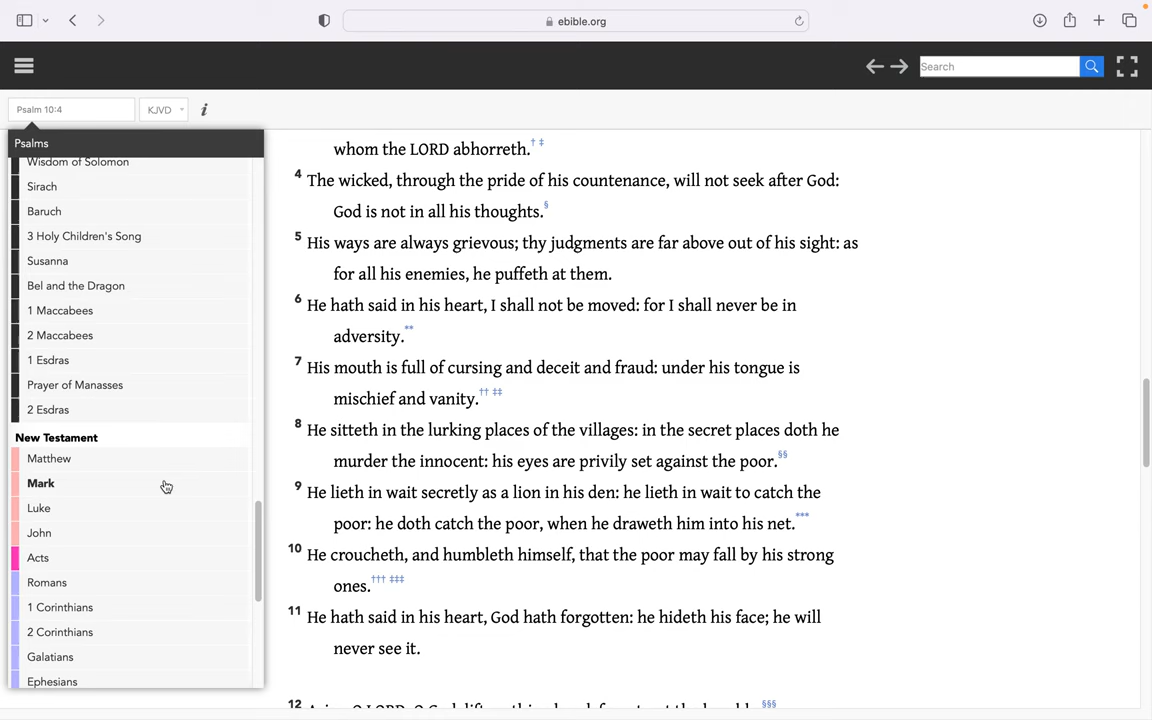 ebible.org
Search
Psalm 10:4
KJVD
i
Psalms
Wisdom of Solomon
Sirach
Baruch
3 Holy Children's Song
Susanna
Bel and the Dragon
1 Maccabees
2 Maccabees
1 Esdras
Prayer of Manasses
2 Esdras
New Testament
Matthew
Mark
Luke
John
Acts
Romans
1 Corinthians
2 Corinthians
Galatians
Ephesians
whom the LORD abhorreth.† ‡
4 The wicked, through the pride of his countenance, will not seek after God:
God is not in all his thoughts.§
5 His ways are always grievous; thy judgments are far above out of his sight: as
for all his enemies, he puffeth at them.
6 He hath said in his heart, I shall not be moved: for I shall never be in
adversity.**
7 His mouth is full of cursing and deceit and fraud: under his tongue is
mischief and vanity.†† ‡‡
8 He sitteth in the lurking places of the villages: in the secret places doth he
murder the innocent: his eyes are privily set against the poor.§§
9 He lieth in wait secretly as a lion in his den: he lieth in wait to catch the
poor: he doth catch the poor, when he draweth him into his net.***
10 He croucheth, and humbleth himself, that the poor may fall by his strong
ones.††† ‡‡‡
11 He hath said in his heart, God hath forgotten: he hideth his face; he will
never see it.
12 §§§